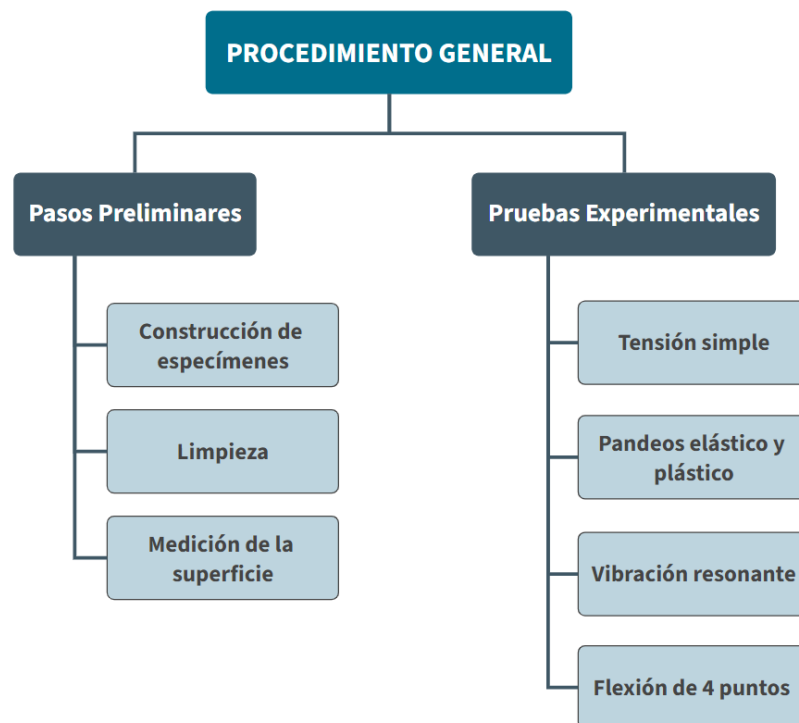 PROCEDIMIENTO GENERAL
Pasos Preliminares
Construcción de
especímenes
Limpieza
Medición de la
superficie
Pruebas Experimentales
Tensión simple
Pandeos elástico y
plástico
Vibración resonante
Flexión de 4 puntos